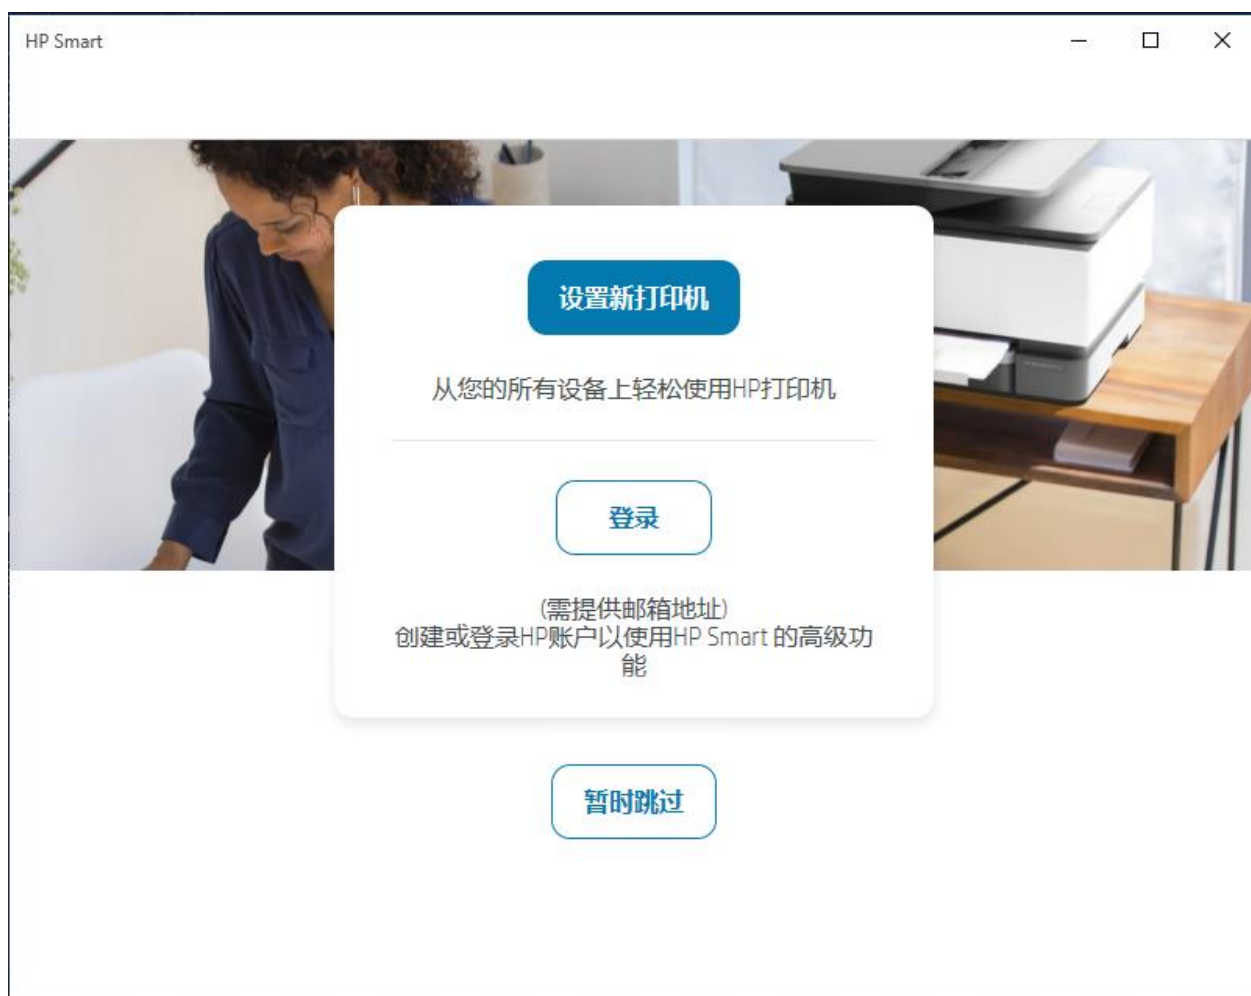 HP Smart
设置新打印机
从您的所有设备上轻松使用HP打印机
登录
(需提供邮箱地址)
创建或登录HP账户以使用HP Smart 的高级功
能
暂时跳过